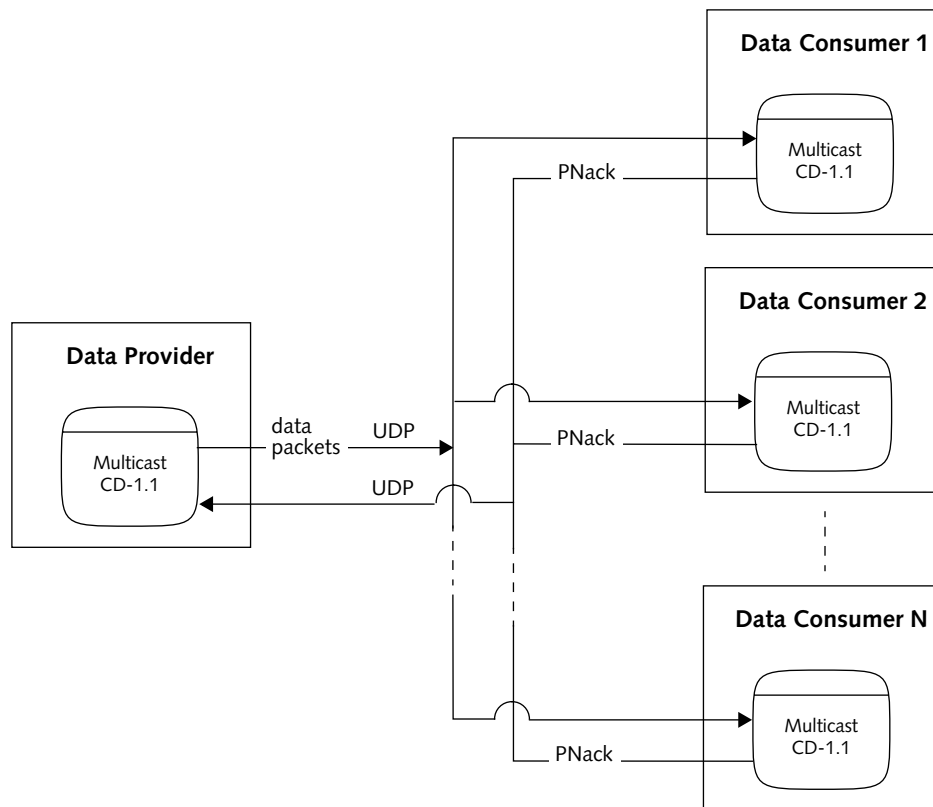 Data Consumer 1
Multicast
CD-1.1
PNack
Data Consumer 2
Multicast
CD-1.1
PNack
Data Provider
Multicast
CD-1.1
data
packets
UDP
UDP
Data Consumer N
Multicast
CD-1.1
PNack